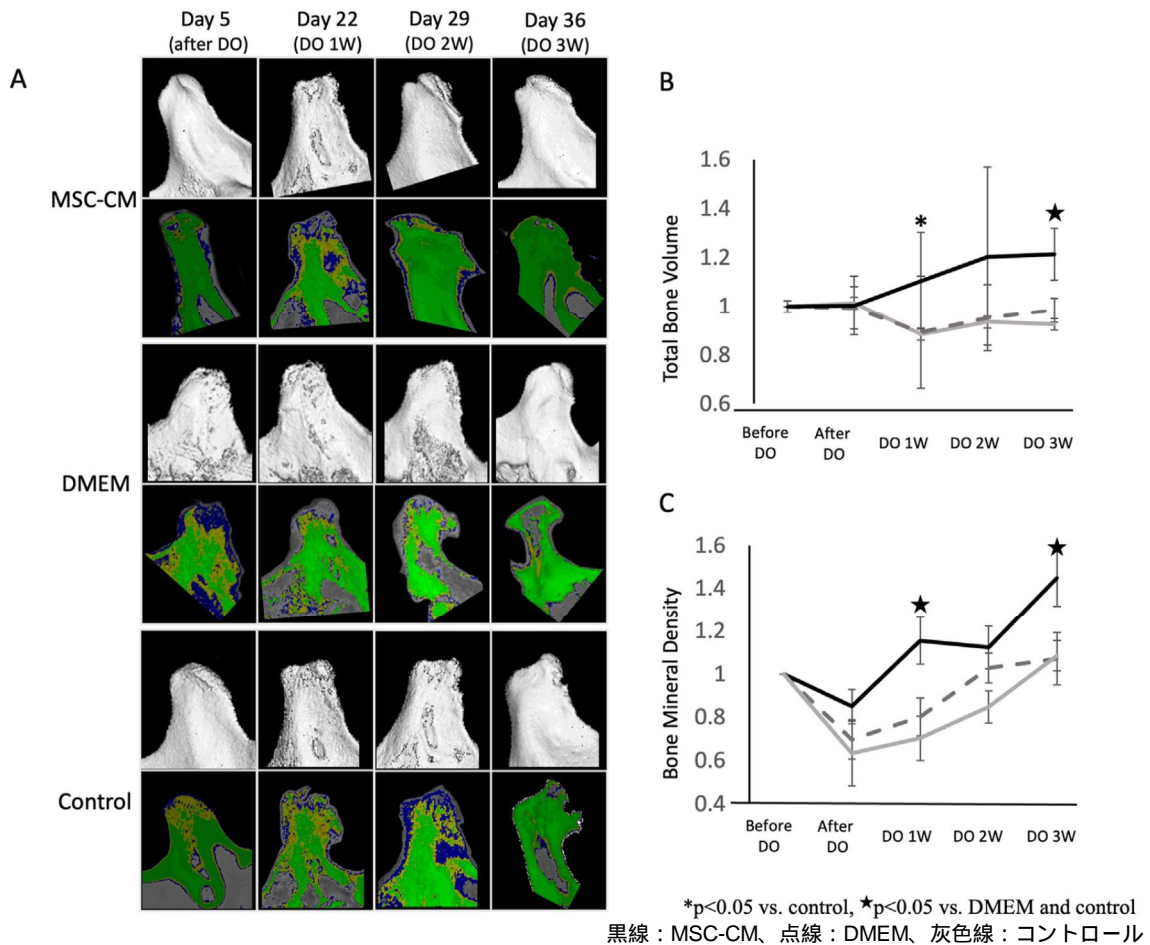 Day 5 Day 22 Day 29 Day 36
(after DO) (DO 1W) (DO 2W) (DO 3W)
A
MSC-CM
DMEM
Control
B
Total Bone Volume
1.6
1.4
1.2
1
0.8
0.6
* ★
Before DO After DO DO 1W DO 2W DO 3W
C
Bone Mineral Density
1.6
1.4
1.2
1
0.8
0.6
0.4
★ ★
Before DO After DO DO 1W DO 2W DO 3W
*p<0.05 vs. control, ★p<0.05 vs. DMEM and control
黒線：MSC-CM、点線：DMEM、灰色線：コントロール